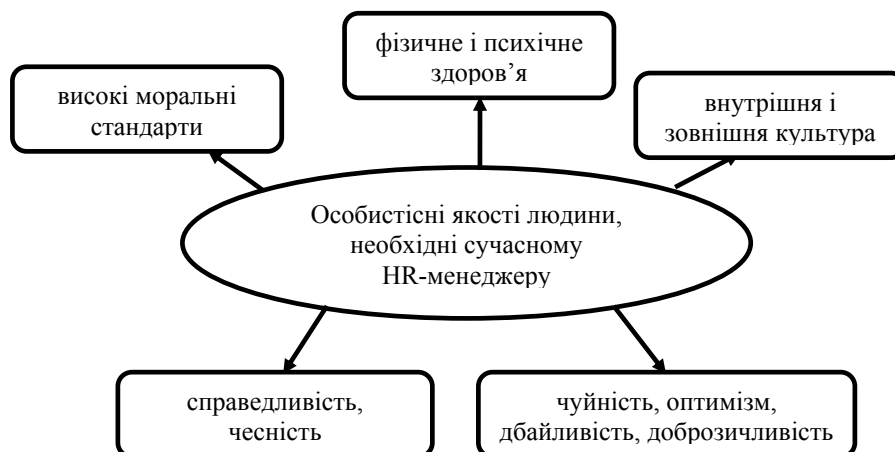 фізичне і психічне
здоров’я
високі моральні
стандарти
внутрішня і
зовнішня культура
Особистісні якості людини,
необхідні сучасному
HR-менеджеру
справедливість,
чесність
чуйність, оптимізм,
дбайливість, доброзичливість